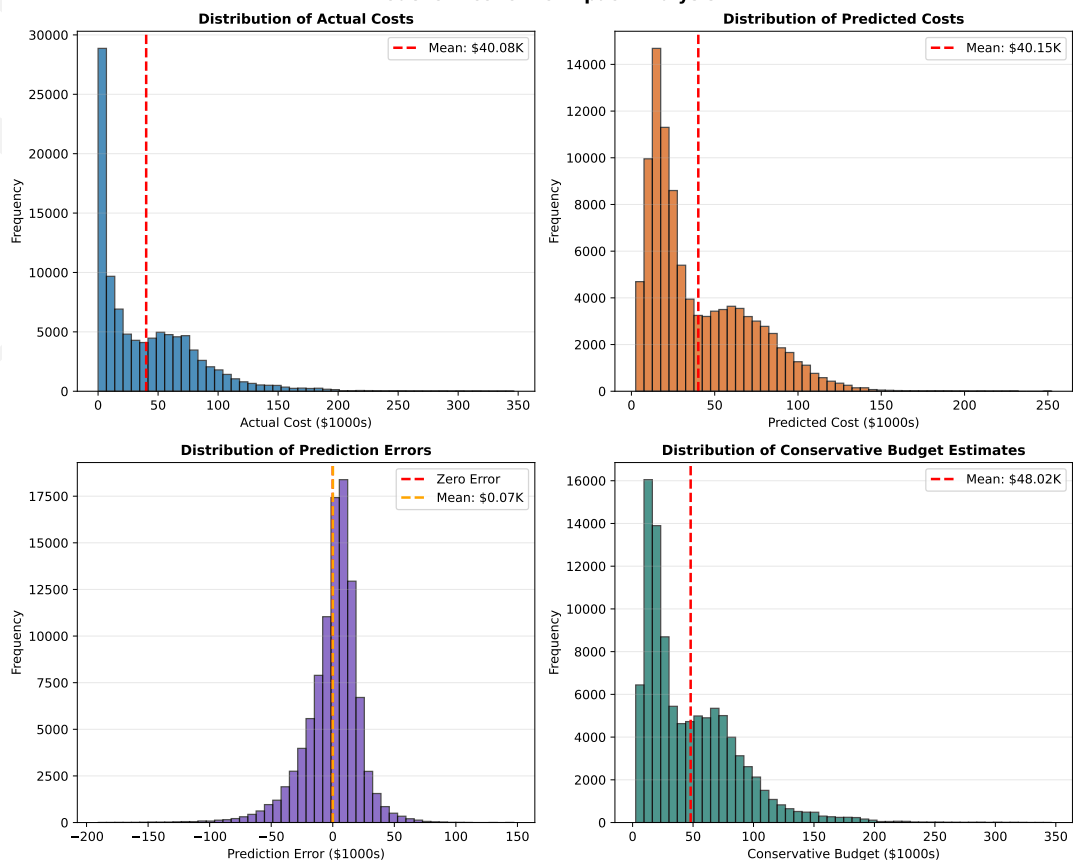 Distribution of Actual Costs
Mean: $40.08K
30000
25000
20000
15000
10000
5000
0
Frequency
0 50 100 150 200 250 300 350
Actual Cost ($1000s)
Distribution of Predicted Costs
Mean: $40.15K
14000
12000
10000
8000
6000
4000
2000
0
Frequency
0 50 100 150 200 250
Predicted Cost ($1000s)
Distribution of Prediction Errors
Zero Error
Mean: $0.07K
17500
15000
12500
10000
7500
5000
2500
0
Frequency
−200 −150 −100 −50 0 50 100 150
Prediction Error ($1000s)
Distribution of Conservative Budget Estimates
Mean: $48.02K
16000
14000
12000
10000
8000
6000
4000
2000
0
Frequency
0 50 100 150 200 250 300 350
Conservative Budget ($1000s)